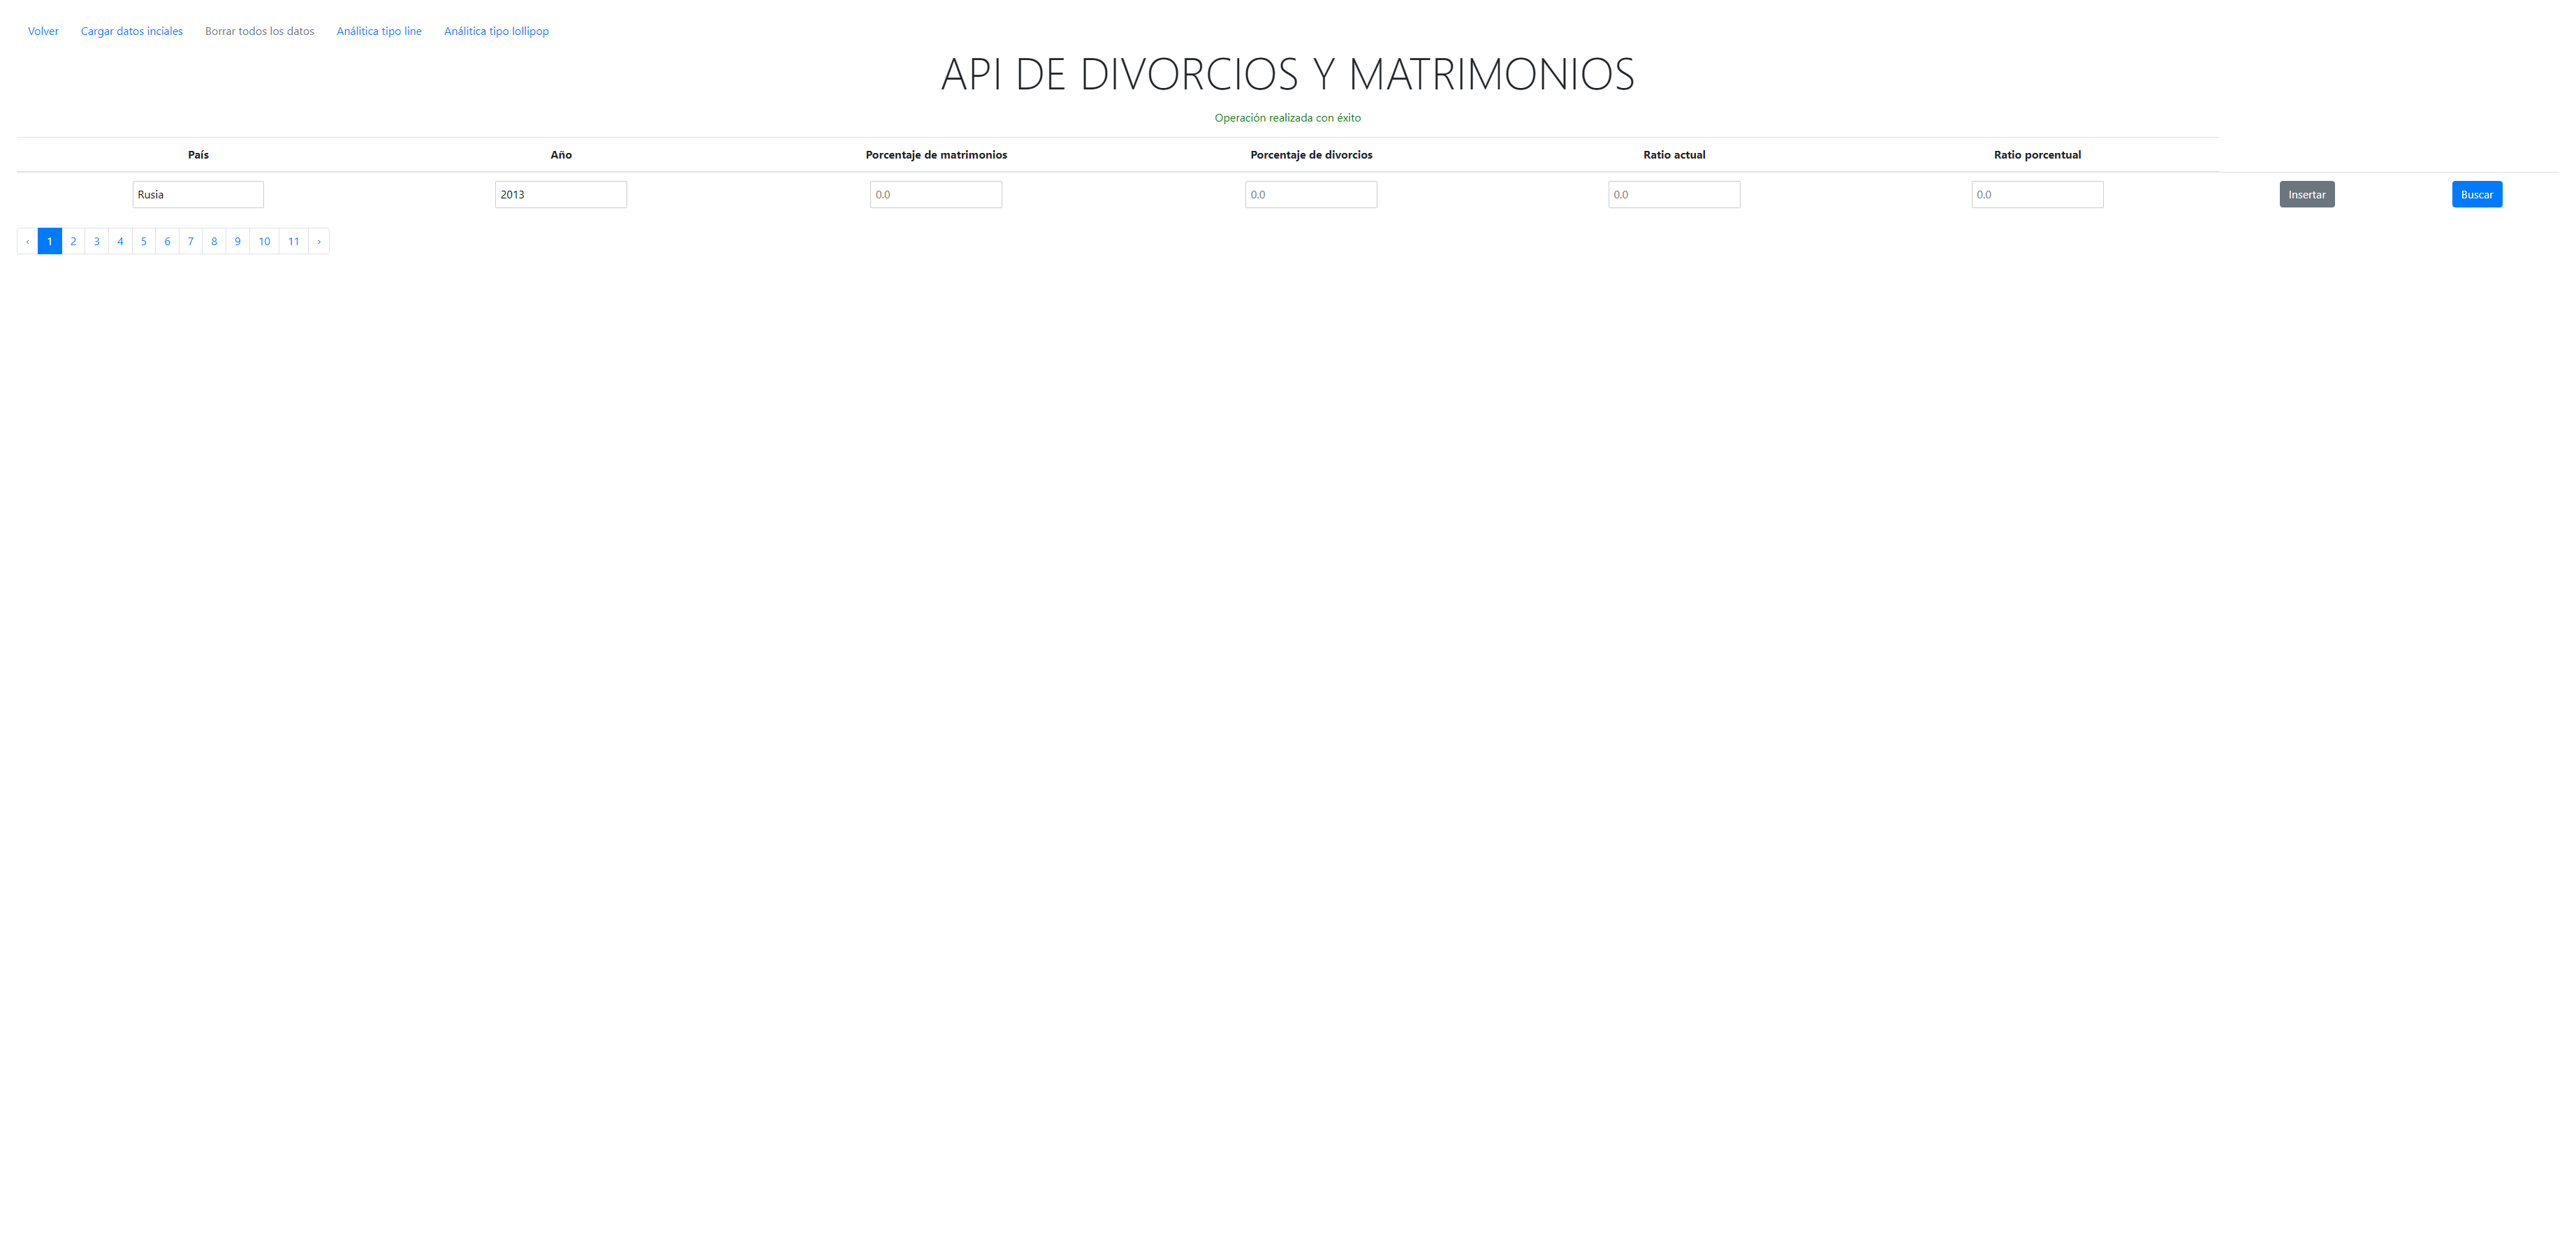 Volver Cargar datos inciales Borrar todos los datos Análitica tipo line Análitica tipo lollipop
API DE DIVORCIOS Y MATRIMONIOS
Operación realizada con éxito
País Año Porcentaje de matrimonios Porcentaje de divorcios Ratio actual Ratio porcentual
Rusia 2013 0.0 0.0 0.0 0.0 Insertar Buscar
‹ 1 2 3 4 5 6 7 8 9 10 11 ›